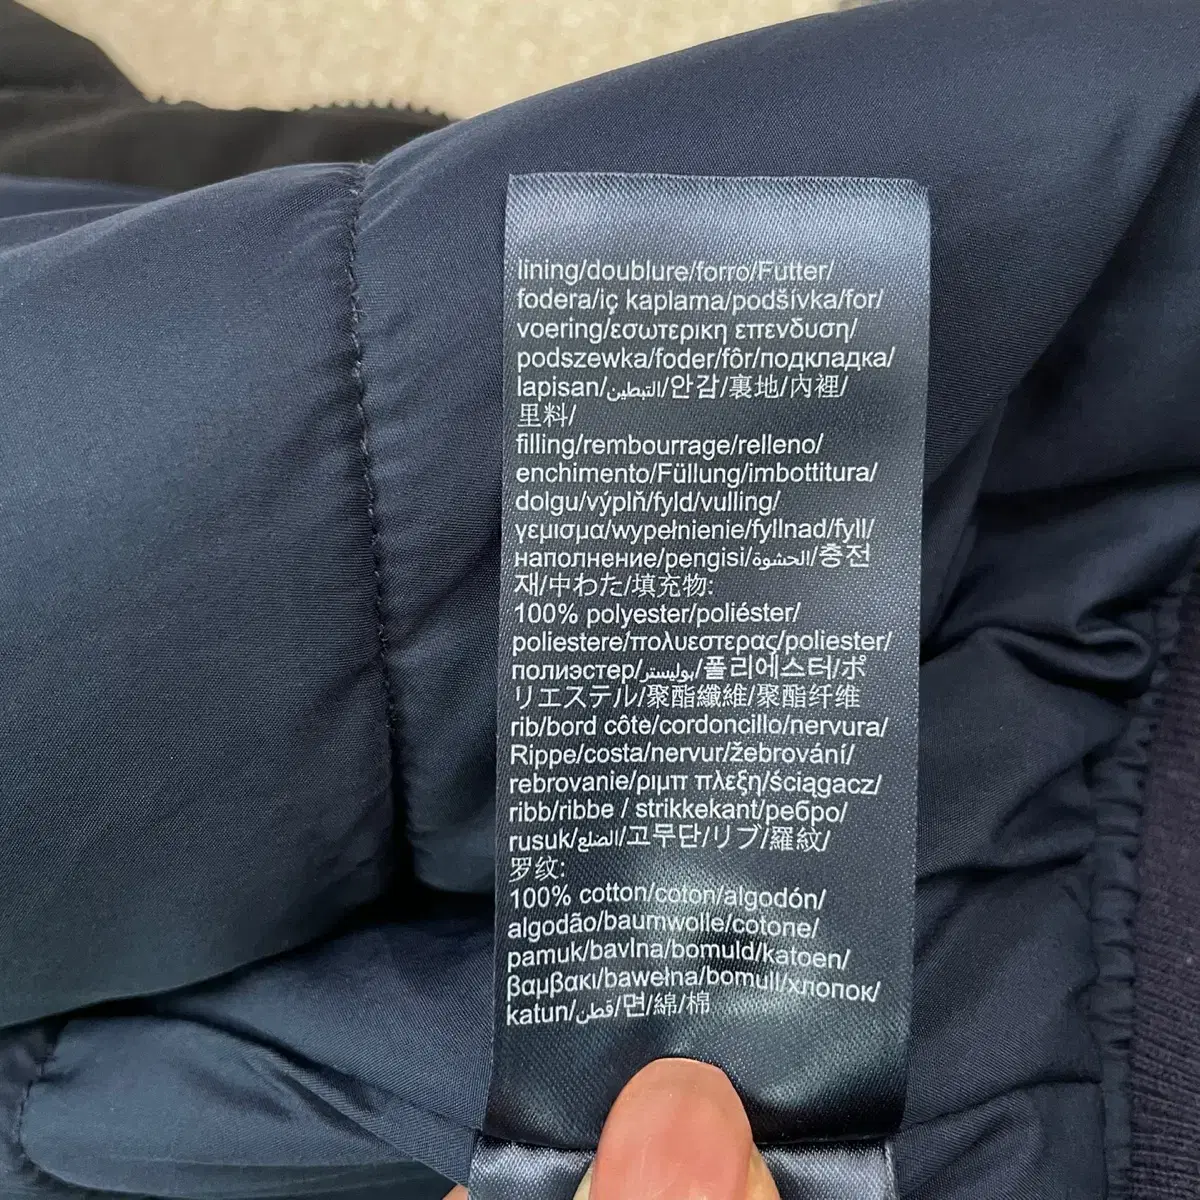 lining/doublure/forro/Futter/
fodera/iç kaplama/podšívka/for/
voering/εσωτερικη επενδυση/
podszewka/foder/fôr/подкладка/
lapisan/التبطين/안감/裏地/內裡/
里料/
filling/rembourrage/relleno/
enchimento/Füllung/imbottitura/
dolgu/výplň/fyld/vulling/
γεμισμα/wypełnienie/fyllnad/fyll/
наполнение/pengisi/الحشوة/충전
재/中わた/填充物:
100% polyester/poliéster/
poliestere/πολυεστερας/poliester/
полиэстер/بوليستر/폴리에스터/ポ
リエステル/聚酯纖維/聚酯纤维
rib/bord côte/cordoncillo/nervura/
Rippe/costa/nervur/žebrování/
rebrovanie/ριμπ πλεξη/ściągacz/
ribb/ribbe / strikkekant/ребро/
rusuk/الضلع/고무단/リブ/羅紋/
罗纹:
100% cotton/coton/algodón/
algodão/baumwolle/cotone/
pamuk/bavlna/bomuld/katoen/
βαμβακι/bawełna/bomull/хлопок/
katun/قطن/면/綿/棉